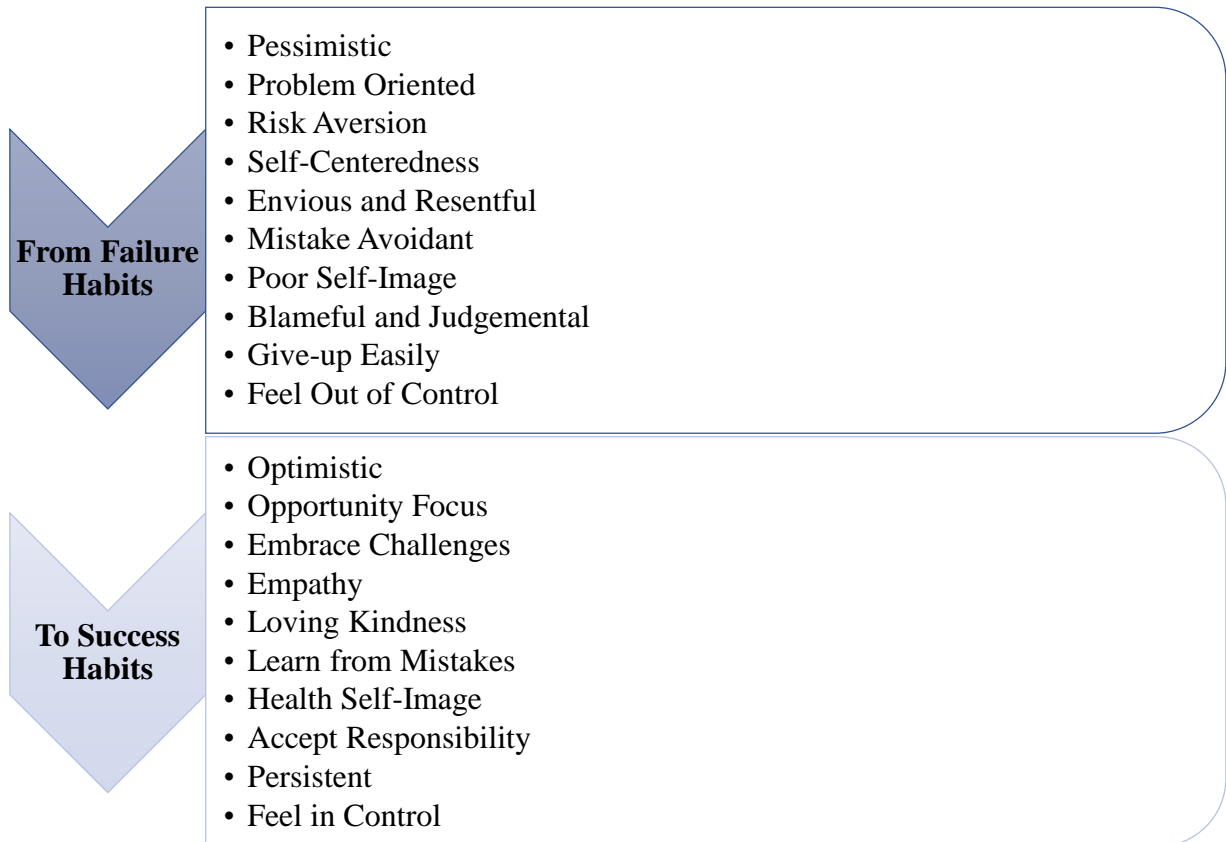 From Failure
Habits
• Pessimistic
• Problem Oriented
• Risk Aversion
• Self-Centeredness
• Envious and Resentful
• Mistake Avoidant
• Poor Self-Image
• Blameful and Judgemental
• Give-up Easily
• Feel Out of Control
To Success
Habits
• Optimistic
• Opportunity Focus
• Embrace Challenges
• Empathy
• Loving Kindness
• Learn from Mistakes
• Health Self-Image
• Accept Responsibility
• Persistent
• Feel in Control